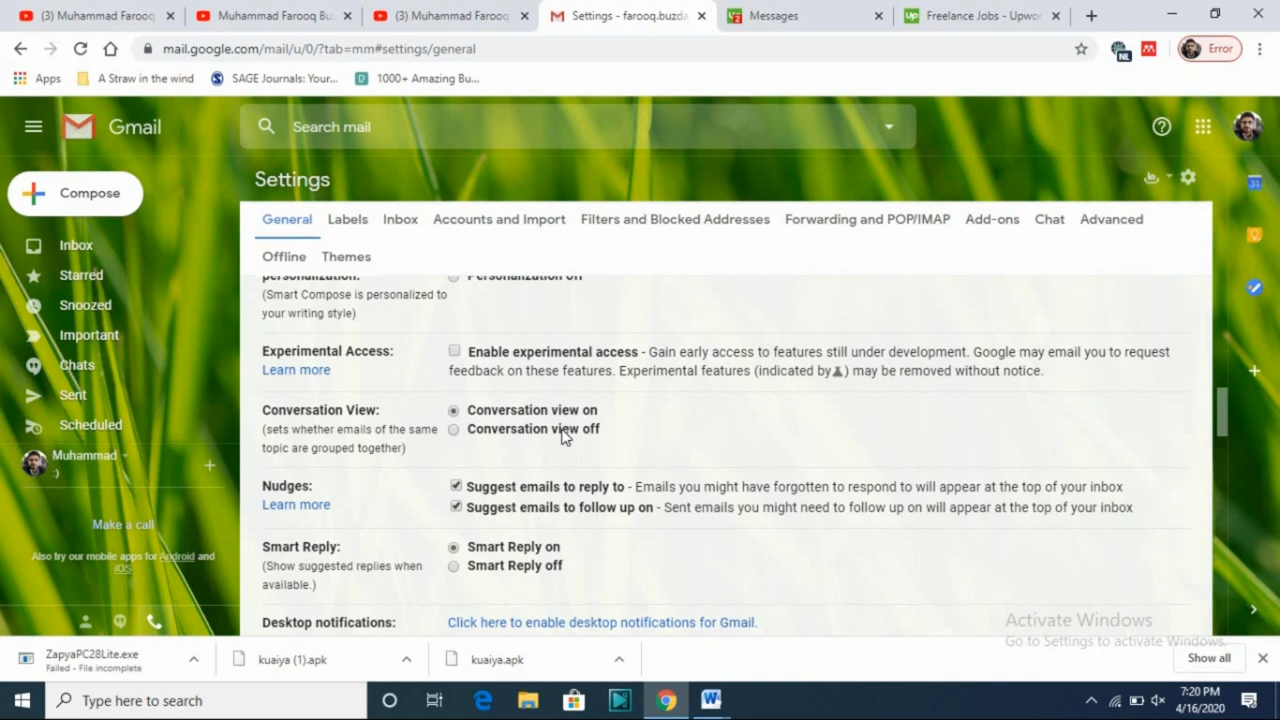 (3) Muhammad Farooq
Muhammad Farooq Bu
(3) Muhammad Farooq
Settings - farooq.buzda
Messages
Freelance Jobs - Upwo
mail.google.com/mail/u/0/?tab=mm#settings/general
NL
Error
Apps
A Straw in the wind
SAGE Journals: Your...
1000+ Amazing Bu...
Gmail
Search mail
Compose
Settings
31
General Labels Inbox Accounts and Import Filters and Blocked Addresses Forwarding and POP/IMAP Add-ons Chat Advanced
Offline Themes
Inbox
Starred
Snoozed
Important
Chats
Sent
Scheduled
Muhammad
:)
Make a call
Also try our mobile apps for Android and
iOS
personalization: Personalization off
(Smart Compose is personalized to
your writing style)
Experimental Access: Enable experimental access - Gain early access to features still under development. Google may email you to request
Learn more feedback on these features. Experimental features (indicated by ) may be removed without notice.
Conversation View: Conversation view on
(sets whether emails of the same Conversation view off
topic are grouped together)
Nudges: Suggest emails to reply to - Emails you might have forgotten to respond to will appear at the top of your inbox
Learn more Suggest emails to follow up on - Sent emails you might need to follow up on will appear at the top of your inbox
Smart Reply: Smart Reply on
(Show suggested replies when Smart Reply off
available.)
Desktop notifications: Click here to enable desktop notifications for Gmail.
Activate Windows
Go to Settings to activate Windows.
ZapyaPC28Lite.exe
Failed - File incomplete
kuaiya (1).apk
kuaiya.apk
Show all
Type here to search
7:20 PM
4/16/2020